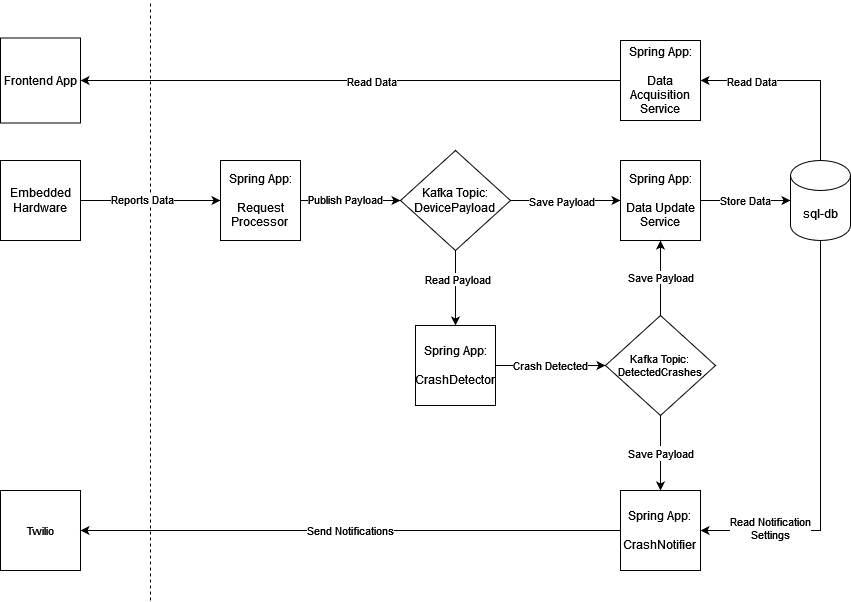 Spring App:
Data
Acquisition
Service
Frontend App
Read Data
Read Data
Embedded
Hardware
Reports Data
Spring App:
Request
Processor
Publish Payload
Kafka Topic:
DevicePayload
Save Payload
Spring App:
Data Update
Service
Store Data
sql-db
Read Payload
Save Payload
Spring App:
CrashDetector
Crash Detected
Kafka Topic:
DetectedCrashes
Save Payload
Twilio
Send Notifications
Spring App:
CrashNotifier
Read Notification
Settings